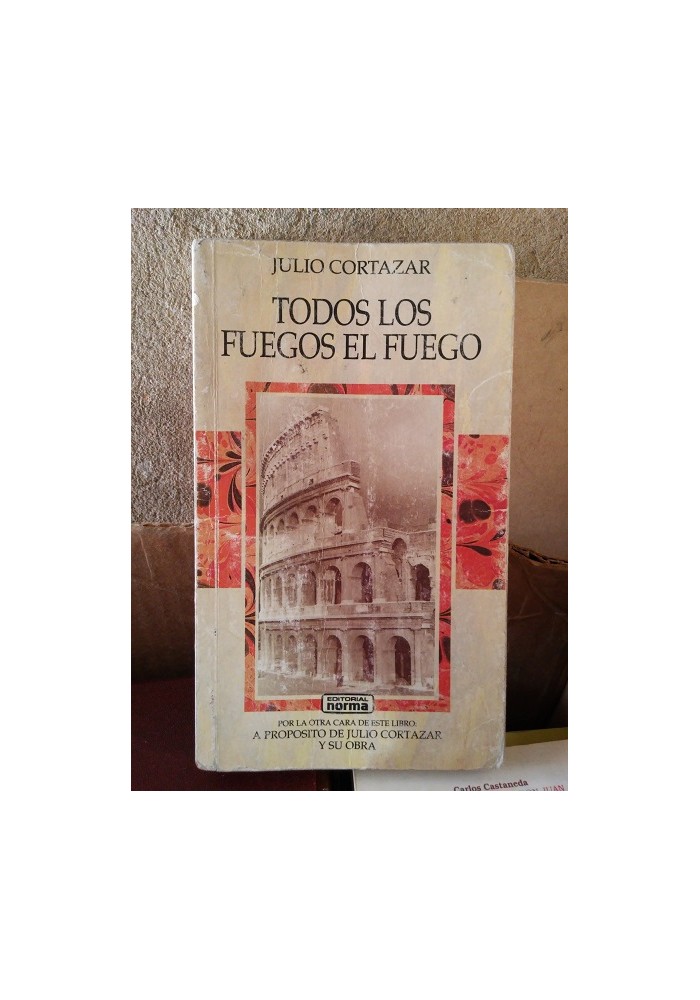 JULIO CORTAZAR
TODOS LOS
FUEGOS EL FUEGO
EDITORIAL
norma
POR LA OTRA CARA DE ESTE LIBRO:
A PROPOSITO DE JULIO CORTAZAR
Y SU OBRA
Carlos Castaneda
JUAN